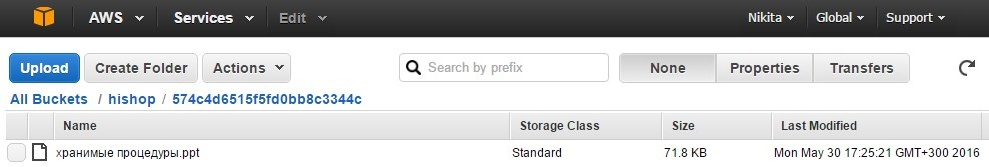 AWS Services Edit Nikita Global Support
Upload Create Folder Actions Search by prefix None Properties Transfers
All Buckets / hishop / 574c4d6515f5fd0bb8c3344c
Name Storage Class Size Last Modified
хранимые процедуры.ppt Standard 71.8 KB Mon May 30 17:25:21 GMT+300 2016